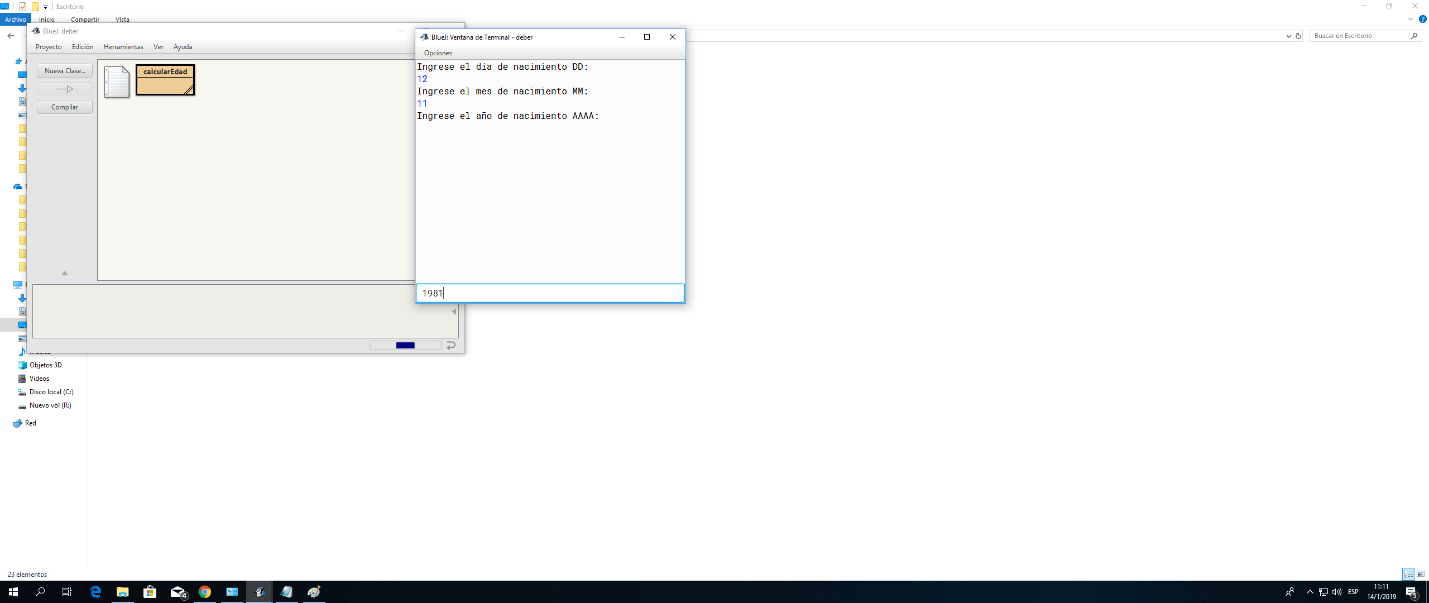 Escritorio
Archivo Inicio Compartir Vista
BlueJ: deber
Proyecto Edición Herramientas Ver Ayuda
Nueva Clase...
Compilar
calcularEdad
BlueJ: Ventana de Terminal - deber
Opciones
Ingrese el dia de nacimiento DD:
12
Ingrese el mes de nacimiento MM:
11
Ingrese el año de nacimiento AAAA:
1981
Buscar en Escritorio
Objetos 3D
Videos
Disco local (C:)
Nuevo vol (R:)
Red
23 elementos
ESP
11:11
14/1/2019